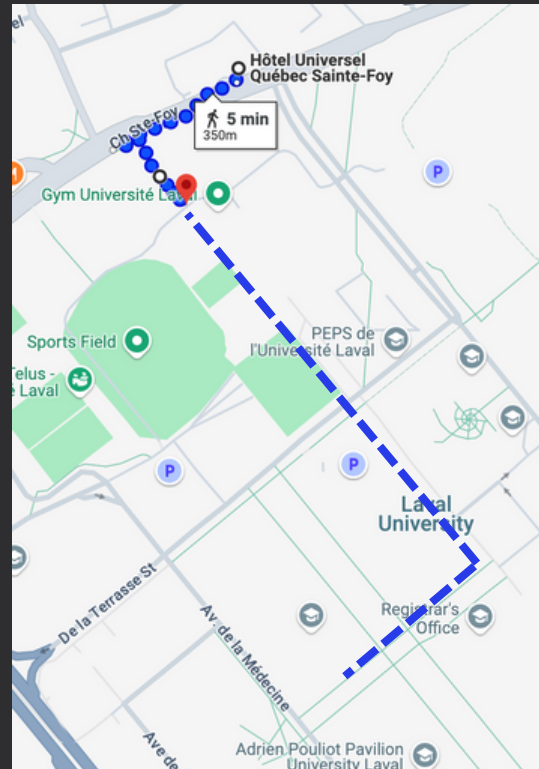 Hôtel Universel
Québec Sainte-Foy
Ch Ste-Foy
5 min
350m
Gym Université Laval
PEPS de
l'Université Laval
Sports Field
Telus -
é Laval
P
P
P
Laval
University
De la Terrasse St
Registrar's
Office
Av. de la Médecine
Ave de
Adrien Pouliot Pavilion
University Laval